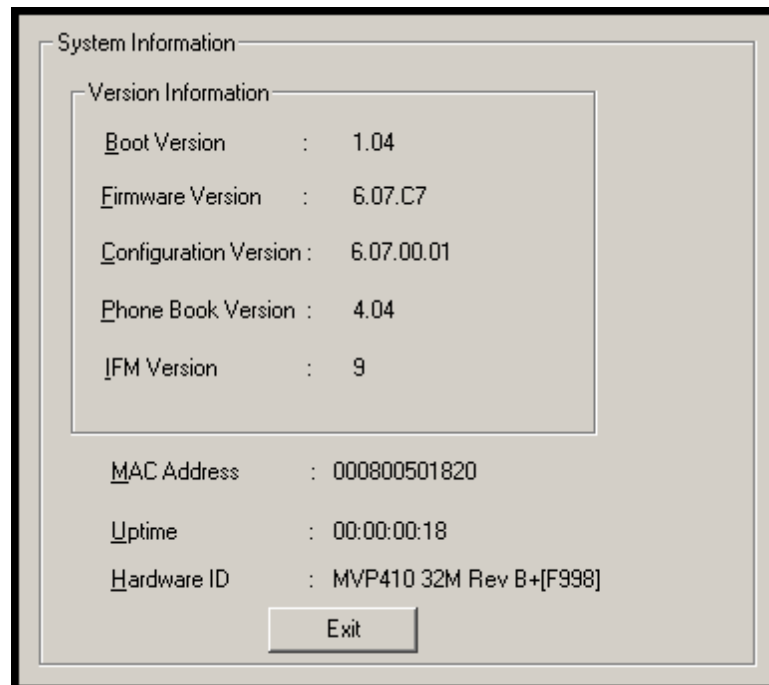 System Information
Version Information
Boot Version : 1.04
Firmware Version : 6.07.C7
Configuration Version : 6.07.00.01
Phone Book Version : 4.04
IFM Version : 9
MAC Address : 000800501820
Uptime : 00:00:00:18
Hardware ID : MVP410 32M Rev B+[F998]
Exit